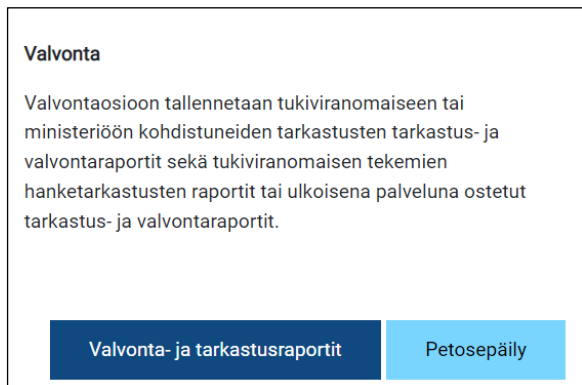 Valvonta
Valvontaosioon tallennetaan tukiviranomaiseen tai
ministeriöön kohdistuneiden tarkastusten tarkastus- ja
valvontaraportit sekä tukiviranomaisen tekemien
hanketarkastusten raportit tai ulkoisena palveluna ostetut
tarkastus- ja valvontaraportit.
Valvonta- ja tarkastusraportit Petosepäily